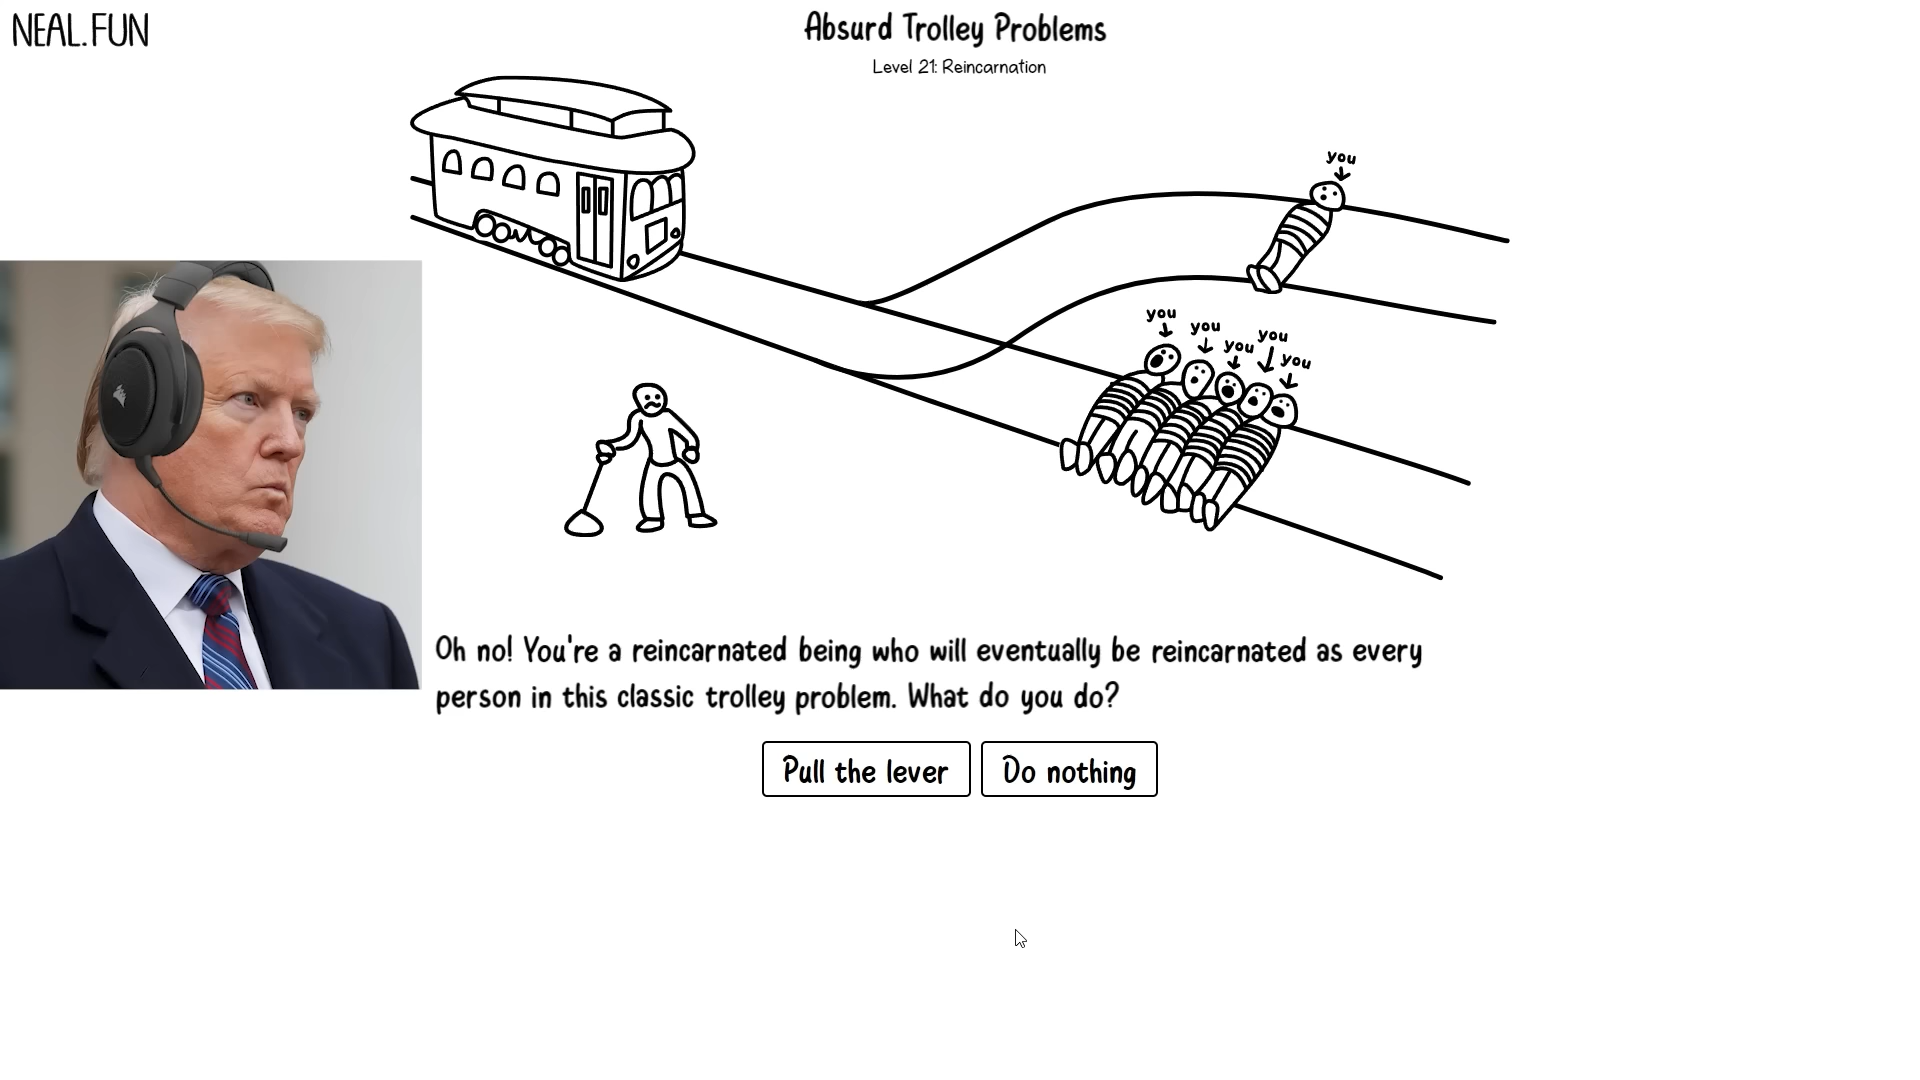 NEAL.FUN
Absurd Trolley Problems
Level 21: Reincarnation
you
you
you
you
you
you
Oh no! You're a reincarnated being who will eventually be reincarnated as every
person in this classic trolley problem. What do you do?
Pull the lever
Do nothing